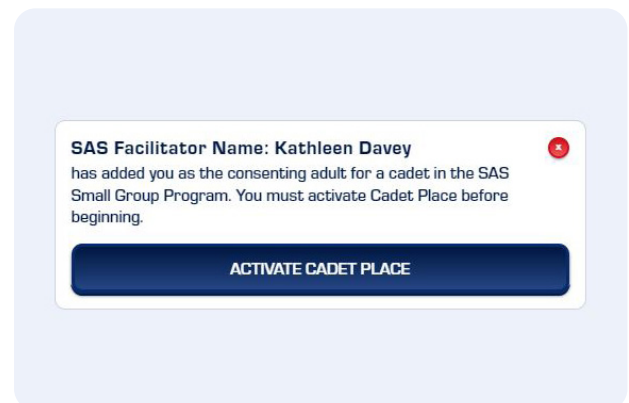 SAS Facilitator Name: Kathleen Davey
has added you as the consenting adult for a cadet in the SAS
Small Group Program. You must activate Cadet Place before
beginning.
x
ACTIVATE CADET PLACE